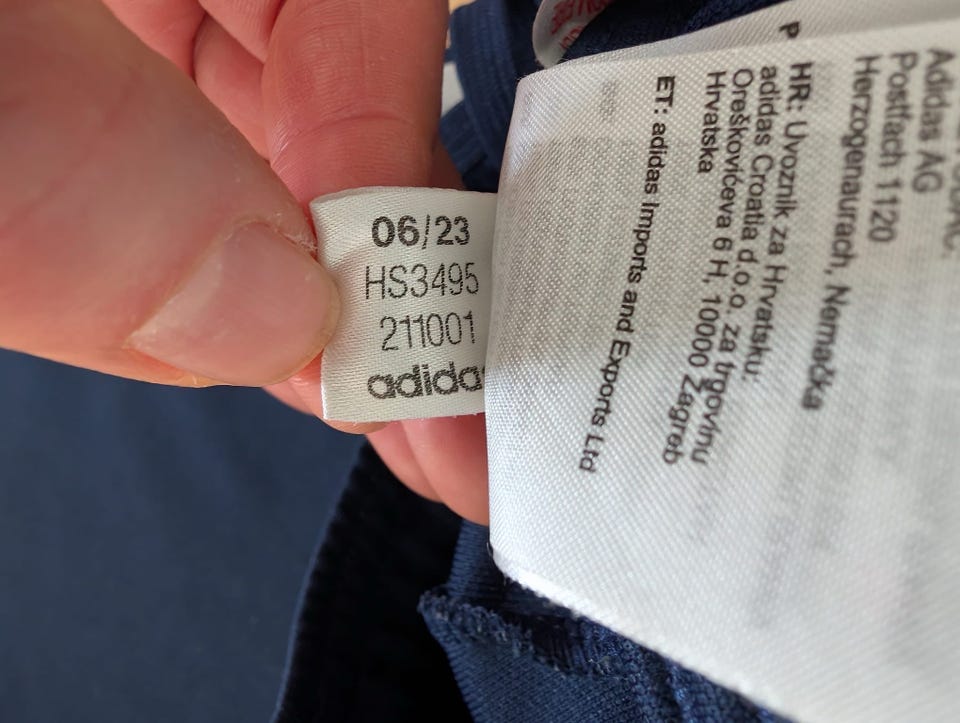 06/23
HS3495
211001
adidas
Adidas AG
Postfach 1120
Herzogenaurach, Nemačka
HR: Uvoznik za Hrvatsku:
adidas Croatia d.o.o. za trgovinu
Oreškovićeva 6 H, 10000 Zagreb
Hrvatska
ET: adidas Imports and Exports Ltd